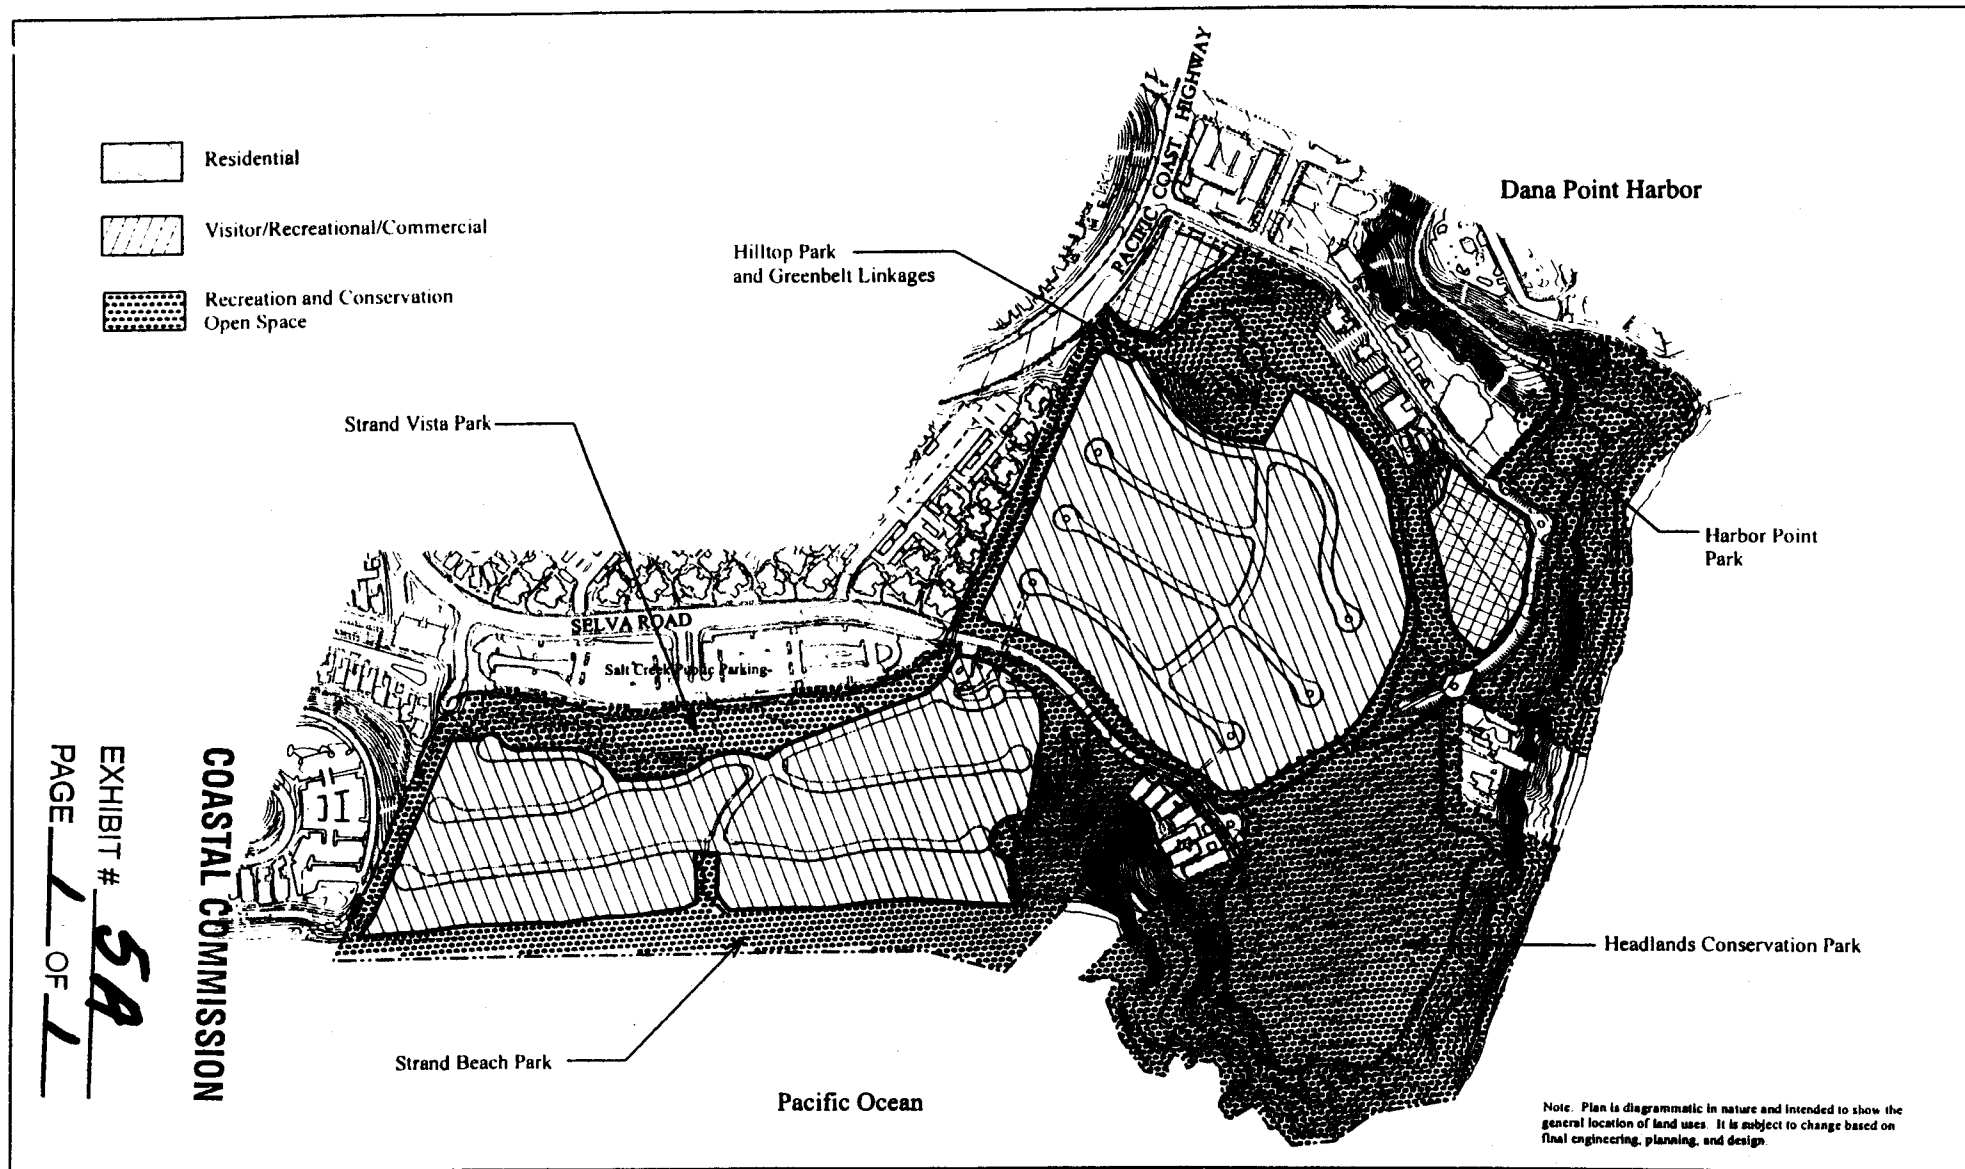 Residential
Visitor/Recreational/Commercial
Recreation and Conservation
Open Space
Hilltop Park
and Greenbelt Linkages
PACIFIC COAST HIGHWAY
Dana Point Harbor
Strand Vista Park
Harbor Point
Park
SELVA ROAD
Salt Creek Public Parking
Headlands Conservation Park
Strand Beach Park
Pacific Ocean
Note. Plan is diagrammatic in nature and intended to show the
general location of land uses. It is subject to change based on
final engineering, planning, and design.
COASTAL COMMISSION
EXHIBIT # 5A
PAGE 1 OF 1